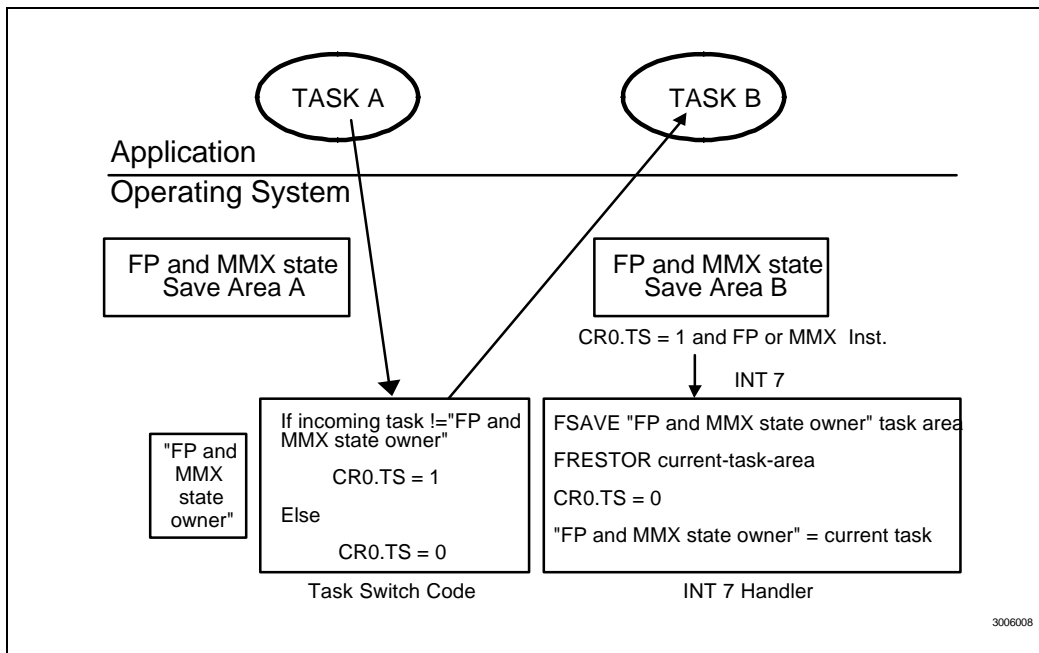 TASK A
TASK B
Application
Operating System
FP and MMX state
Save Area A
FP and MMX state
Save Area B
CR0.TS = 1 and FP or MMX Inst.
INT 7
"FP and
MMX
state
owner"
If incoming task !="FP and
MMX state owner"
CR0.TS = 1
Else
CR0.TS = 0
Task Switch Code
FSAVE "FP and MMX state owner" task area
FRESTOR current-task-area
CR0.TS = 0
"FP and MMX state owner" = current task
INT 7 Handler
3006008